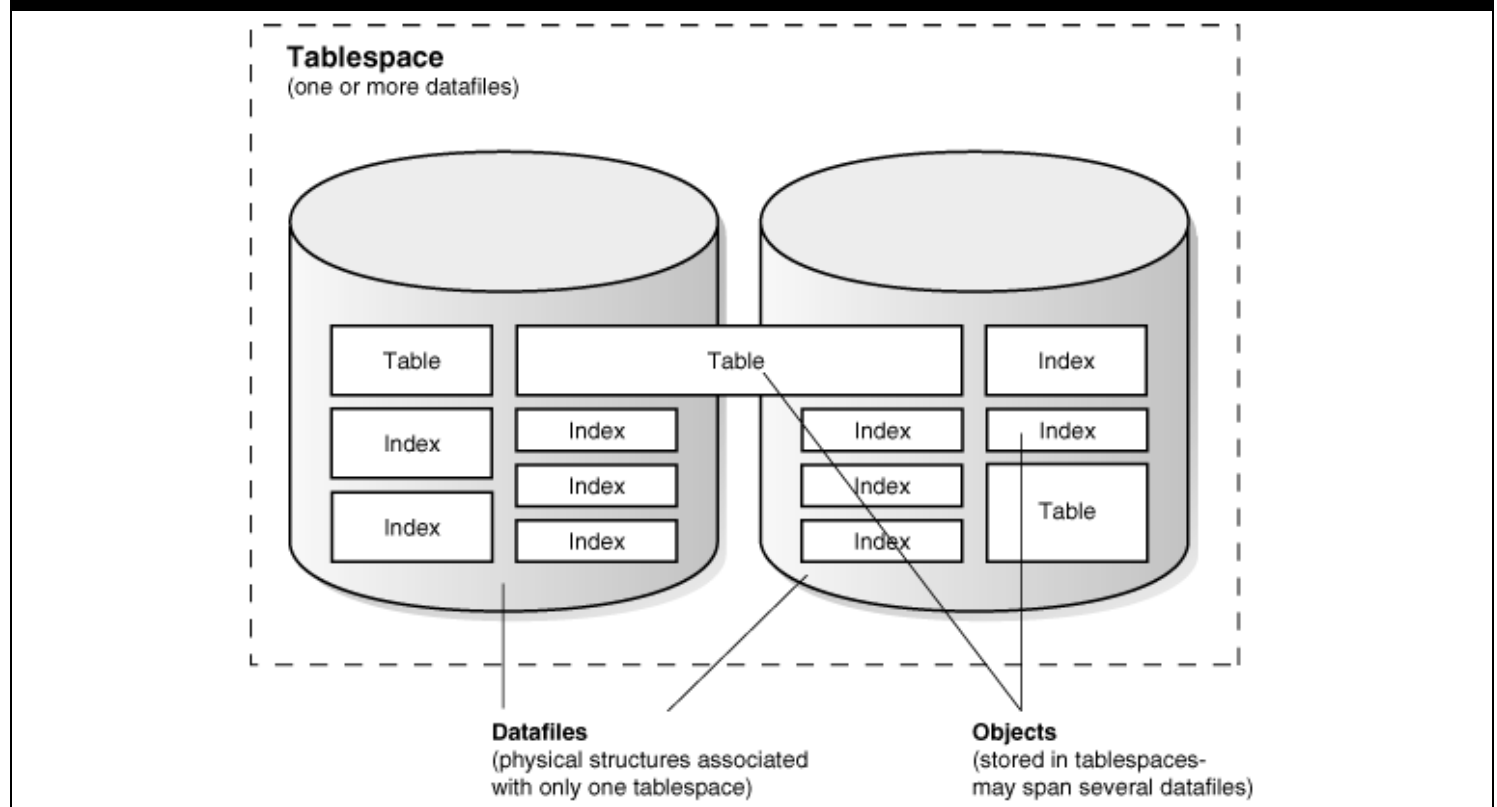 Tablespace
(one or more datafiles)
Table
Table
Index
Index
Index
Index
Index
Index
Index
Index
Index
Index
Index
Table
Datafiles
(physical structures associated
with only one tablespace)
Objects
(stored in tablespaces-
may span several datafiles)